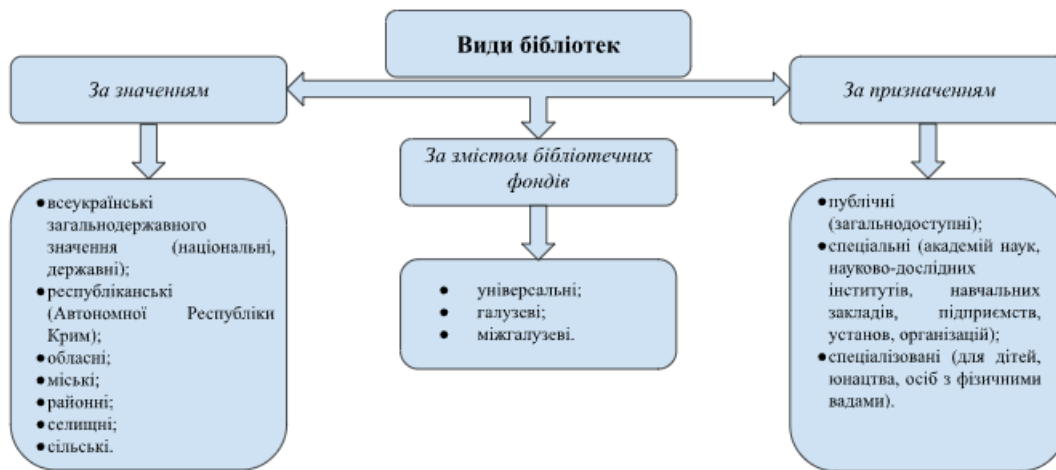 Види бібліотек
За значенням
всеукраїнські
загальнодержавного
значення (національні,
державні);
республіканські
(Автономної Республіки
Крим);
обласні;
міські;
районні;
селищні;
сільські.
За змістом бібліотечних
фондів
універсальні;
галузеві;
міжгалузеві.
За призначенням
публічні
(загальнодоступні);
спеціальні (академій наук,
науково-дослідних
інститутів, навчальних
закладів, підприємств,
установ, організацій);
спеціалізовані (для дітей,
юнацтва, осіб з фізичними
вадами).